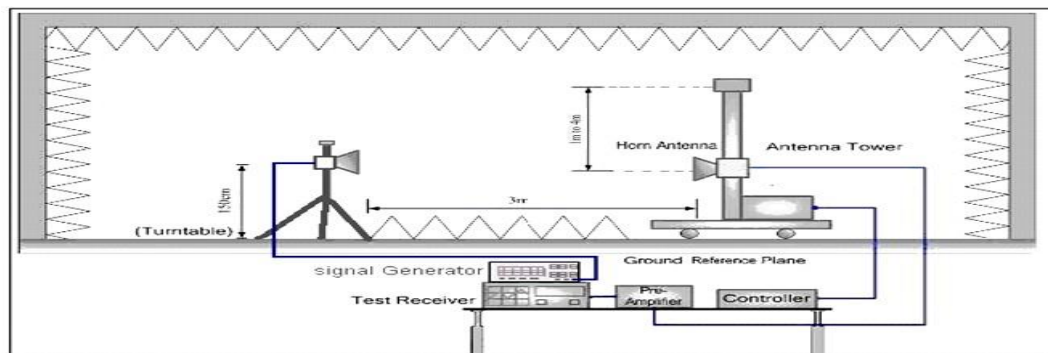 1m to 4m
Horn Antenna
Antenna Tower
150cm
3m
(Turntable)
Ground Reference Plane
signal Generator
Test Receiver
Pre-
Amplifier
Controller